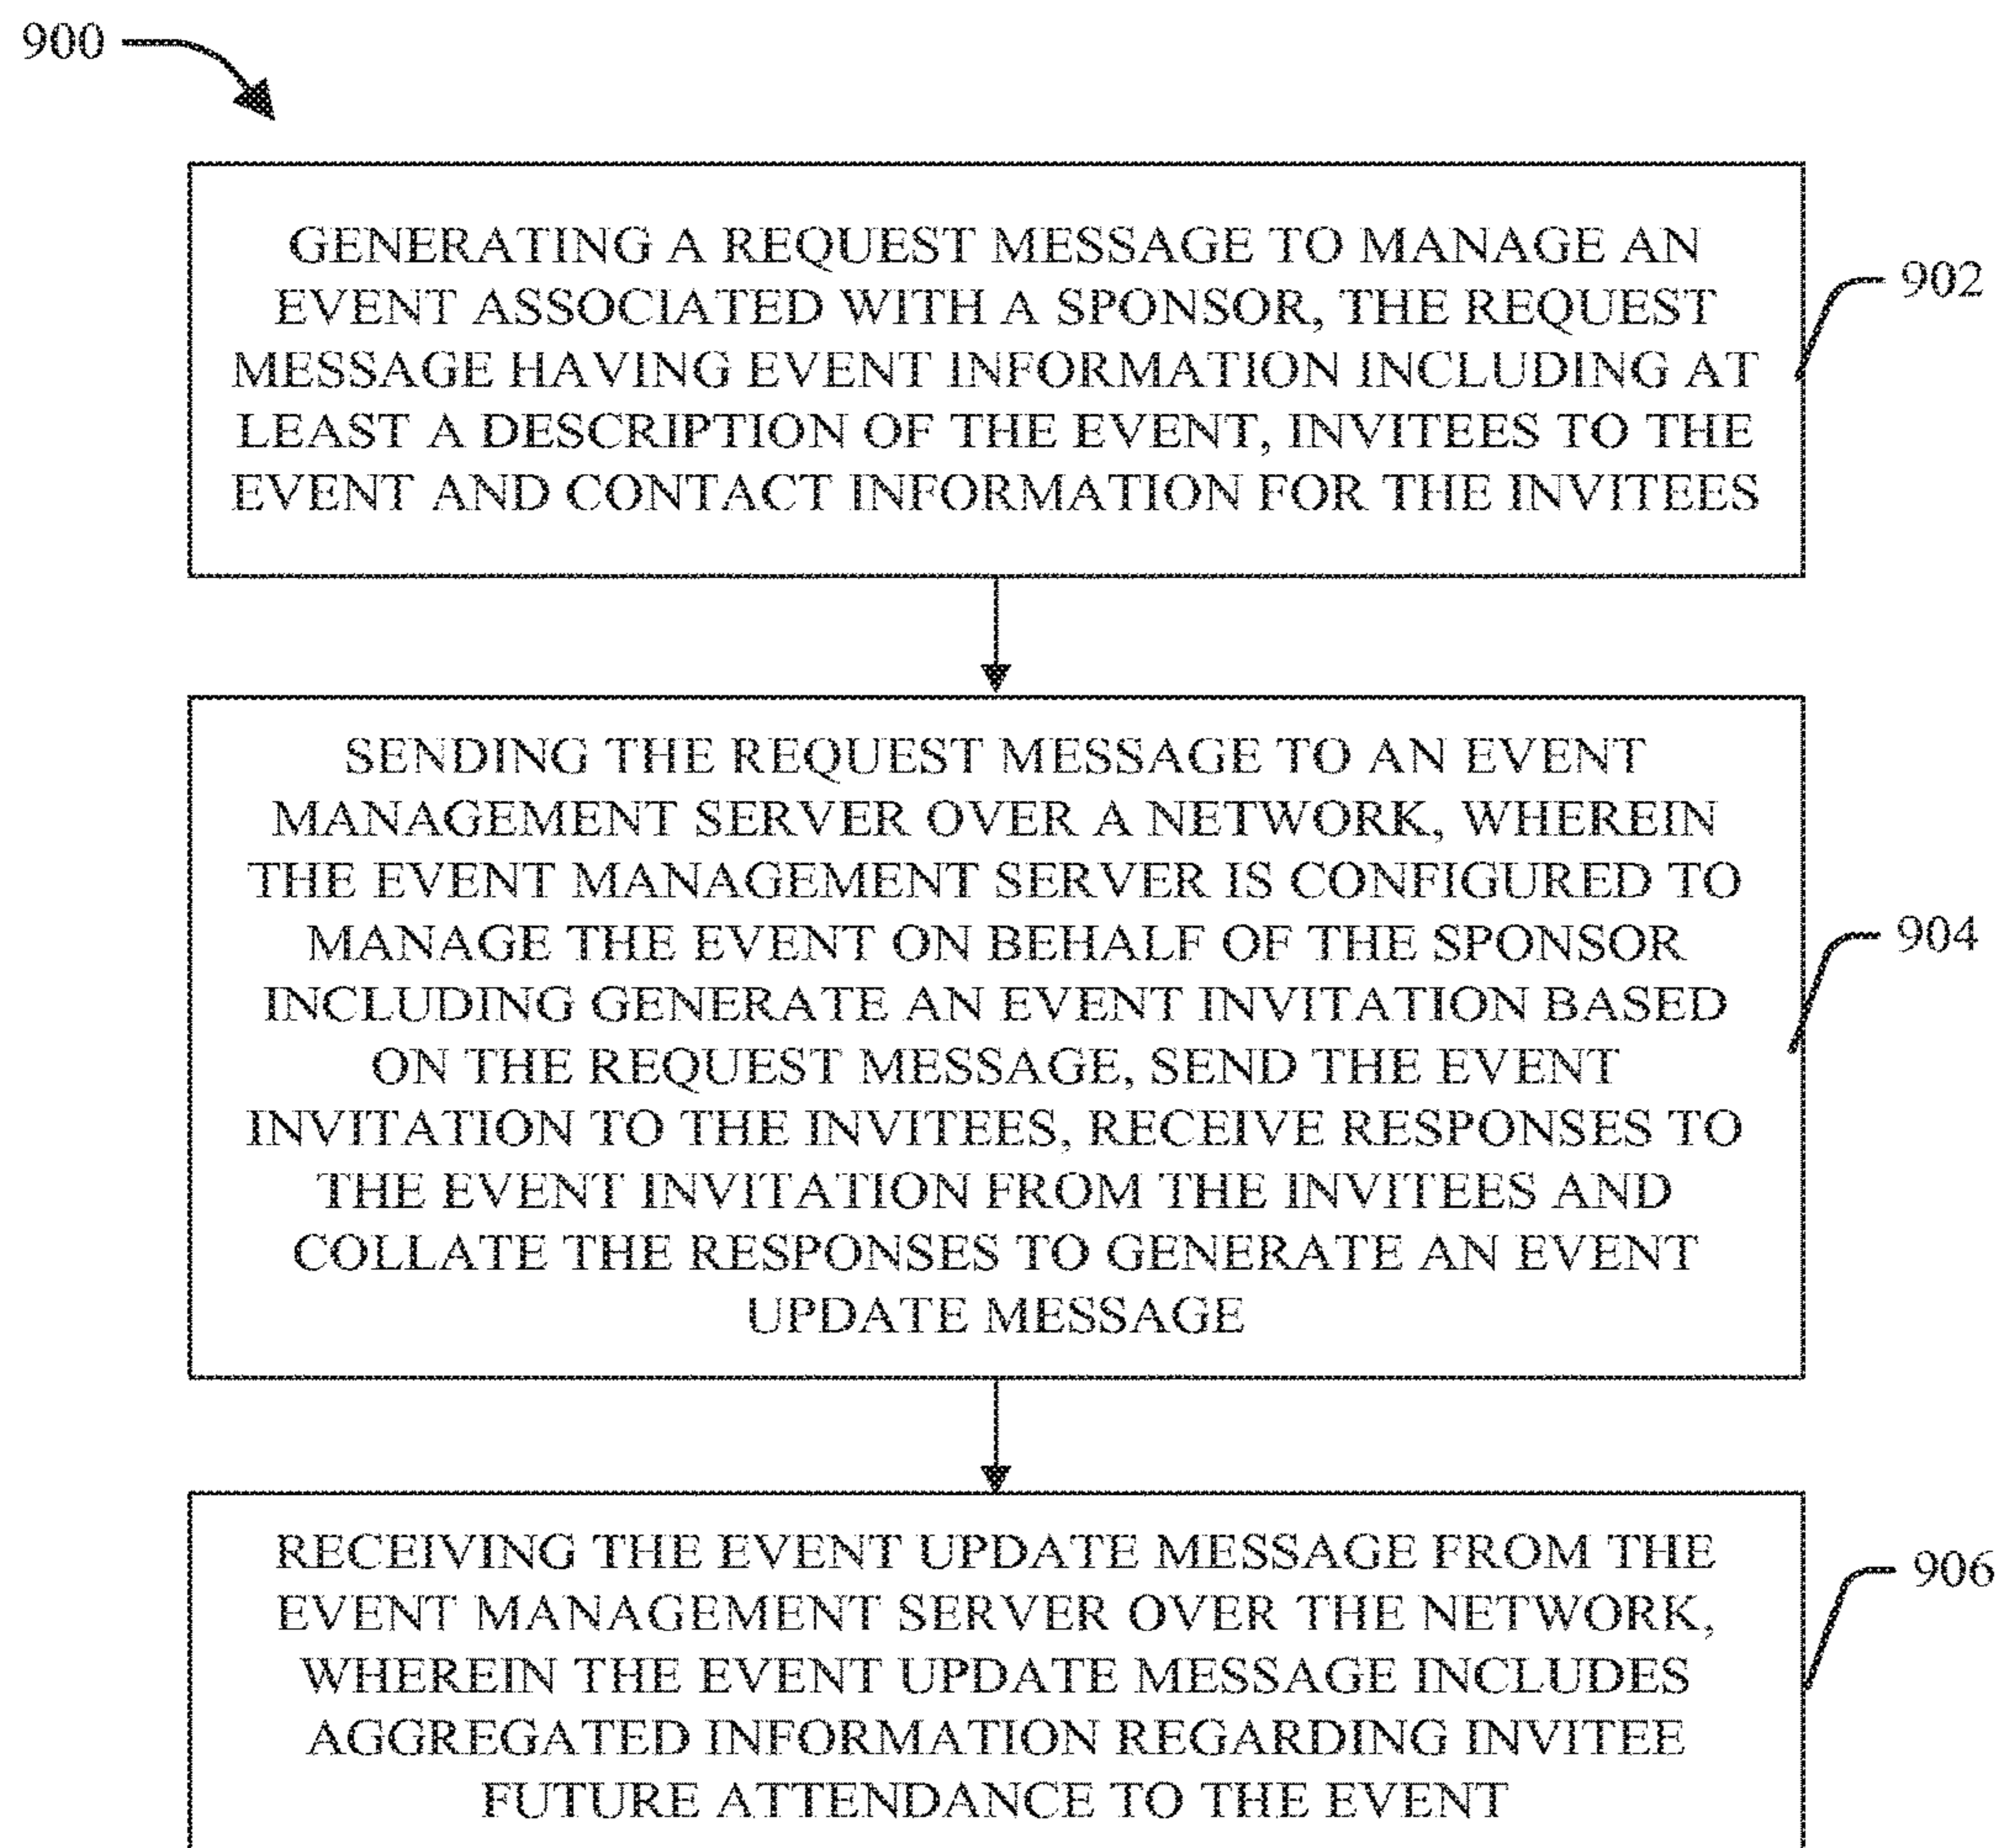 900
GENERATING A REQUEST MESSAGE TO MANAGE AN
EVENT ASSOCIATED WITH A SPONSOR, THE REQUEST
MESSAGE HAVING EVENT INFORMATION INCLUDING AT
LEAST A DESCRIPTION OF THE EVENT, INVITEES TO THE
EVENT AND CONTACT INFORMATION FOR THE INVITEES
902
SENDING THE REQUEST MESSAGE TO AN EVENT
MANAGEMENT SERVER OVER A NETWORK, WHEREIN
THE EVENT MANAGEMENT SERVER IS CONFIGURED TO
MANAGE THE EVENT ON BEHALF OF THE SPONSOR
INCLUDING GENERATE AN EVENT INVITATION BASED
ON THE REQUEST MESSAGE, SEND THE EVENT
INVITATION TO THE INVITEES, RECEIVE RESPONSES TO
THE EVENT INVITATION FROM THE INVITEES AND
COLLATE THE RESPONSES TO GENERATE AN EVENT
UPDATE MESSAGE
904
RECEIVING THE EVENT UPDATE MESSAGE FROM THE
EVENT MANAGEMENT SERVER OVER THE NETWORK,
WHEREIN THE EVENT UPDATE MESSAGE INCLUDES
AGGREGATED INFORMATION REGARDING INVITEE
FUTURE ATTENDANCE TO THE EVENT
906